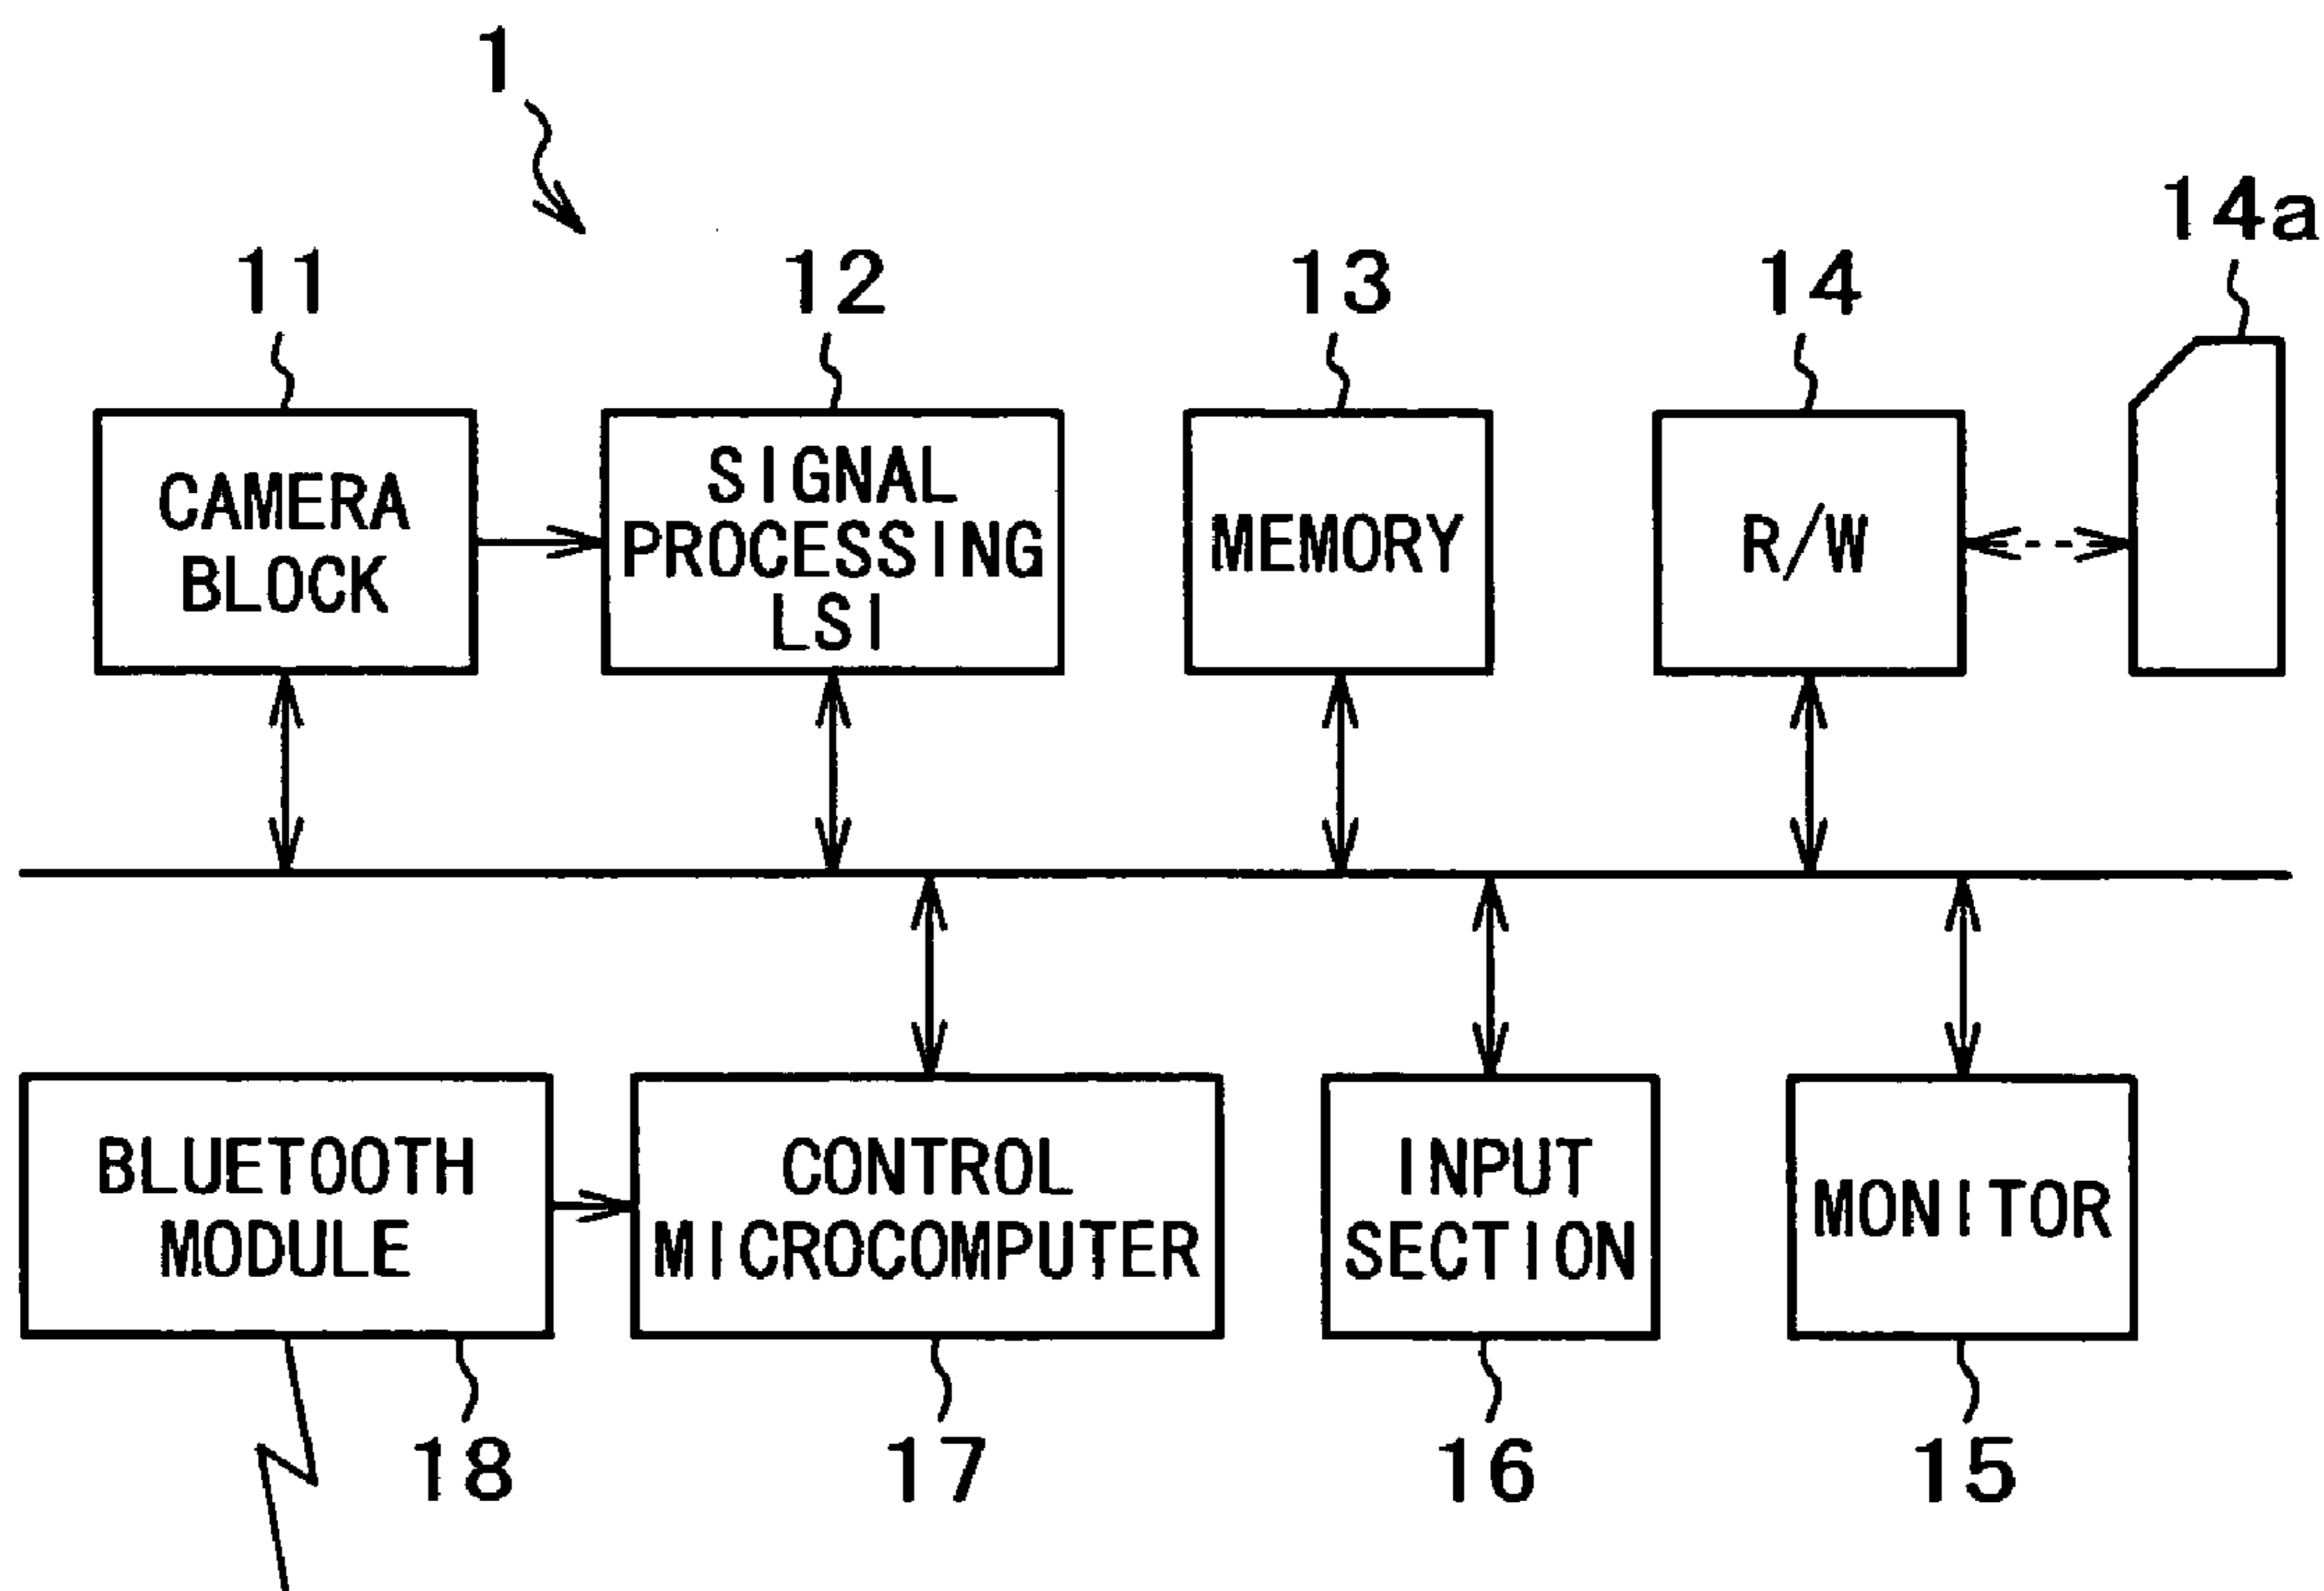 1
14a
11
12
13
14
CAMERA
BLOCK
SIGNAL
PROCESSING
LSI
MEMORY
R/W
BLUETOOTH
MODULE
CONTROL
MICROCOMPUTER
INPUT
SECTION
MONITOR
18
17
16
15